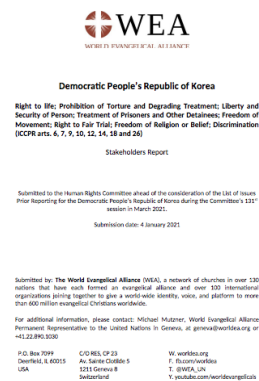 WEA
WORLD EVANGELICAL ALLIANCE
Democratic People's Republic of Korea
Right to life; Prohibition of Torture and Degrading Treatment; Liberty and
Security of Person; Treatment of Prisoners and Other Detainees; Freedom of
Movement; Right to Fair Trial; Freedom of Religion or Belief; Discrimination
(ICCPR arts. 6, 7, 9, 10, 12, 14, 18 and 26)
Stakeholders Report
Submitted to the Human Rights Committee ahead of the consideration of the List of Issues
Prior Reporting for the Democratic People's Republic of Korea during the Committee's 131st
session in March 2021.
Submission date: 4 January 2021
Submitted by: The World Evangelical Alliance (WEA), a network of churches in over 130
nations that have each formed an evangelical alliance and over 100 international
organizations joining together to give a world-wide identity, voice, and platform to more
than 600 million evangelical Christians worldwide.
For additional information, please contact: Michael Mutzner, World Evangelical Alliance
Permanent Representative to the United Nations in Geneva, at geneva@worldea.org or
+41.22.890.1030
P.O. Box 7099 C/O RES, CP 23 W. worldea.org
Deerfield, IL 60015 Av. Sainte Clotilde 5 F. fb.com/worldea
USA 1211 Geneva 8 T. @WEA_UN
Switzerland Y. youtube.com/worldevangelicals